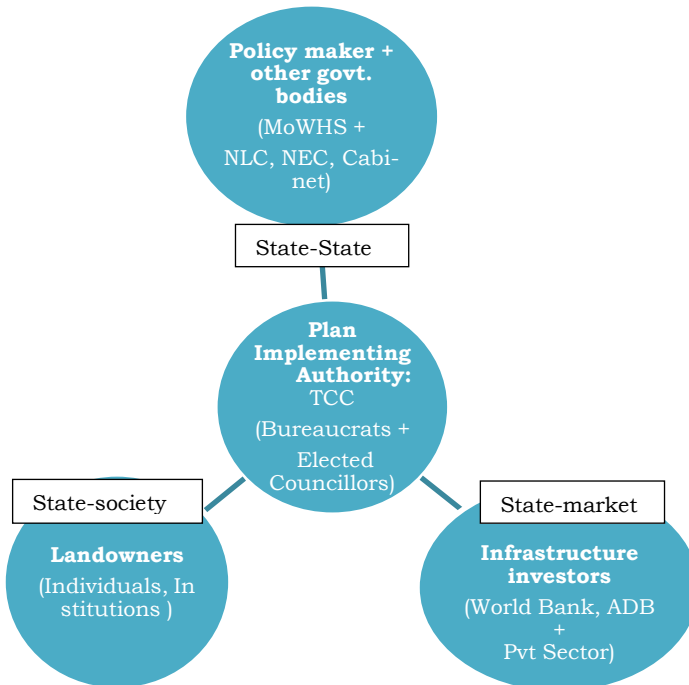 Policy maker +
other govt.
bodies
(MoWHS +
NLC, NEC, Cabi-
net)
State-State
Plan
Implementing
Authority:
TCC
(Bureaucrats +
Elected
Councillors)
State-society
Landowners
(Individuals, In
stitutions )
State-market
Infrastructure
investors
(World Bank, ADB
+
Pvt Sector)